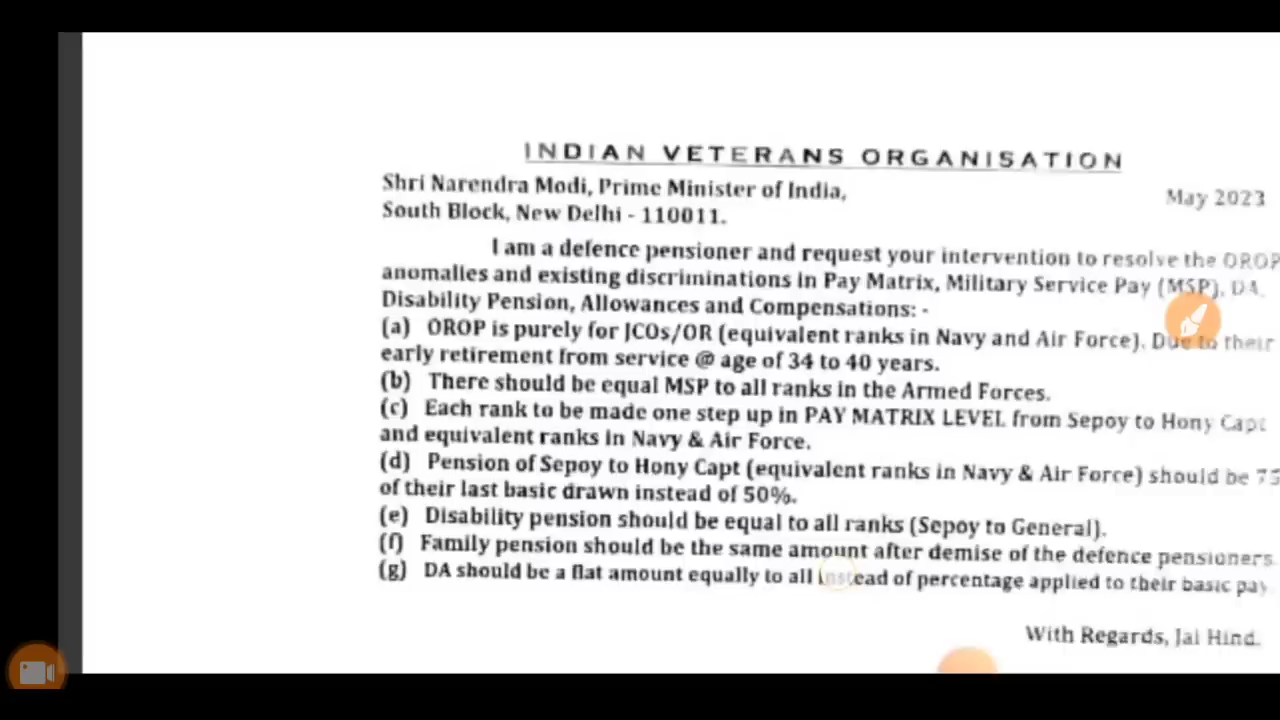 INDIAN VETERANS ORGANISATION
Shri Narendra Modi, Prime Minister of India,
May 2023
South Block, New Delhi - 110011.
I am a defence pensioner and request your intervention to resolve the OROP
anomalies and existing discriminations in Pay Matrix, Military Service Pay (MSP), DA,
Disability Pension, Allowances and Compensations: -
(a) OROP is purely for JCOs/OR (equivalent ranks in Navy and Air Force). Due to their
early retirement from service @ age of 34 to 40 years.
(b) There should be equal MSP to all ranks in the Armed Forces.
(c) Each rank to be made one step up in PAY MATRIX LEVEL from Sepoy to Hony Capt
and equivalent ranks in Navy & Air Force.
(d) Pension of Sepoy to Hony Capt (equivalent ranks in Navy & Air Force) should be 75
of their last basic drawn instead of 50%.
(e) Disability pension should be equal to all ranks (Sepoy to General).
(f) Family pension should be the same amount after demise of the defence pensioners.
(g) DA should be a flat amount equally to all instead of percentage applied to their basic pay
With Regards, Jai Hind.